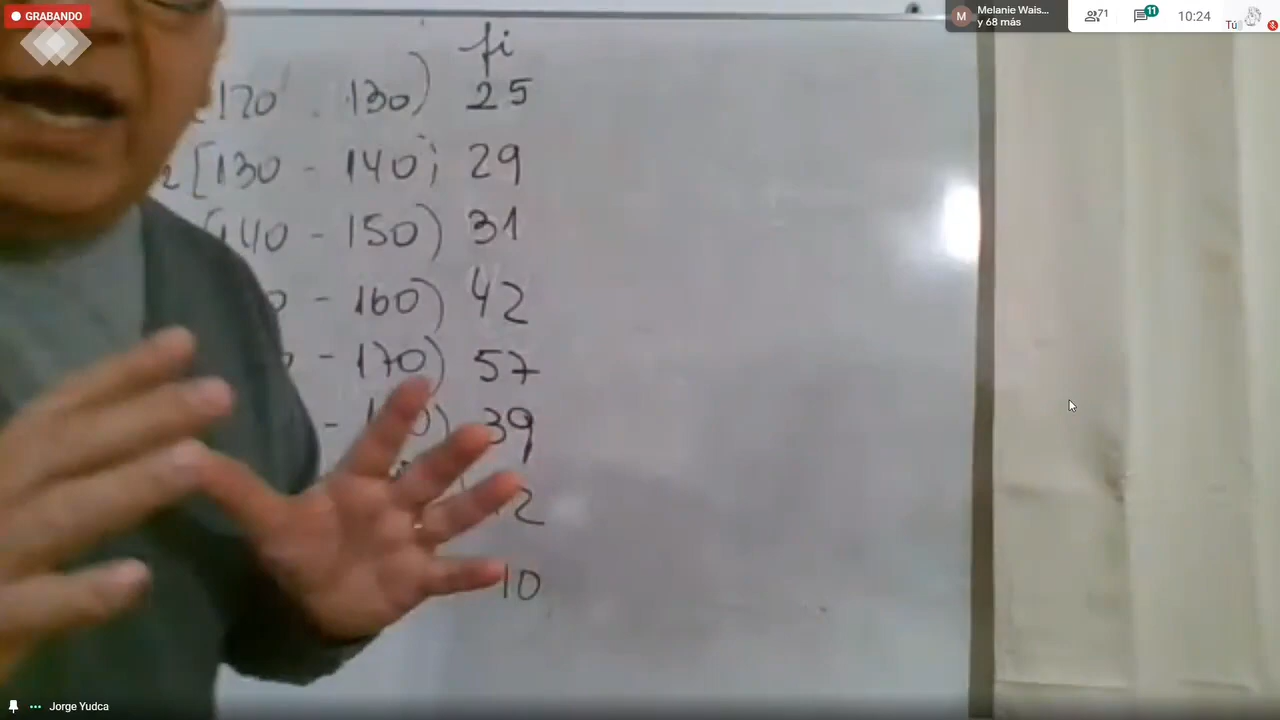 GRABANDO
Melanie Wais...
y 68 más
71
11
10:24
Tú
fi
120 . 130) 25
[130 - 140; 29
140 - 150) 31
- 160) 42
- 170) 57
- 39
2
10
Jorge Yudca